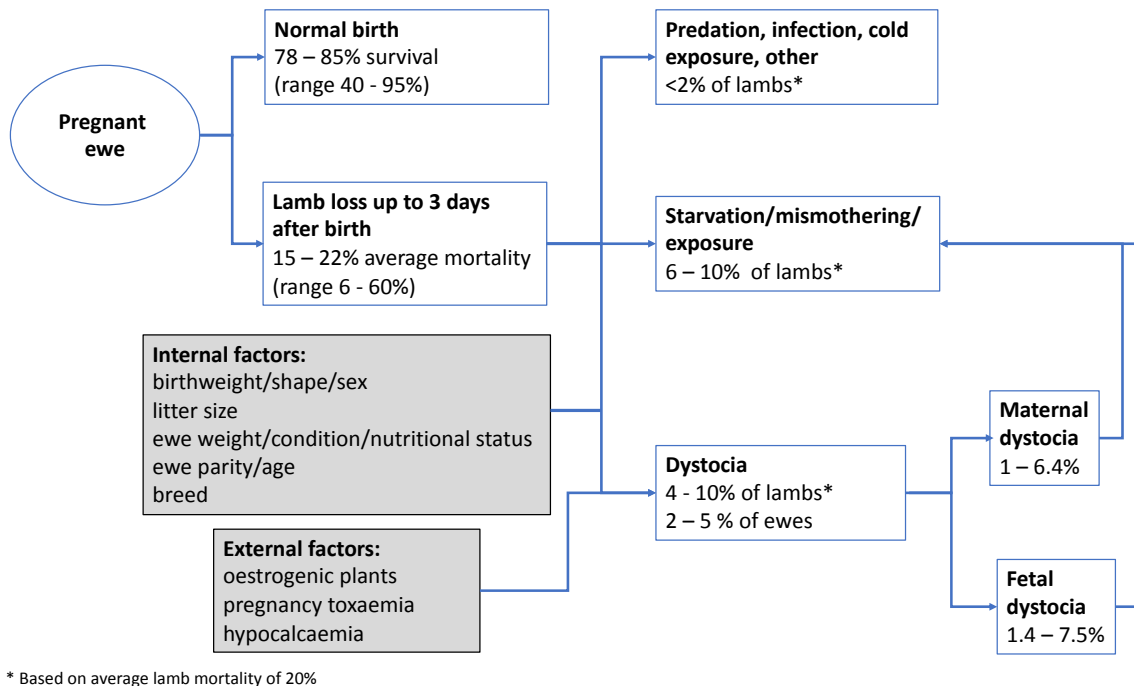 Pregnant
ewe
Normal birth
78 – 85% survival
(range 40 - 95%)
Lamb loss up to 3 days
after birth
15 – 22% average mortality
(range 6 - 60%)
Predation, infection, cold
exposure, other
<2% of lambs*
Starvation/mismothering/
exposure
6 – 10%  of lambs*
Internal factors:
birthweight/shape/sex
litter size
ewe weight/condition/nutritional status
ewe parity/age
breed
External factors:
oestrogenic plants
pregnancy toxaemia
hypocalcaemia
Dystocia
4 - 10% of lambs*
2 – 5 % of ewes
Maternal
dystocia
1 – 6.4%
Fetal
dystocia
1.4 – 7.5%
* Based on average lamb mortality of 20%